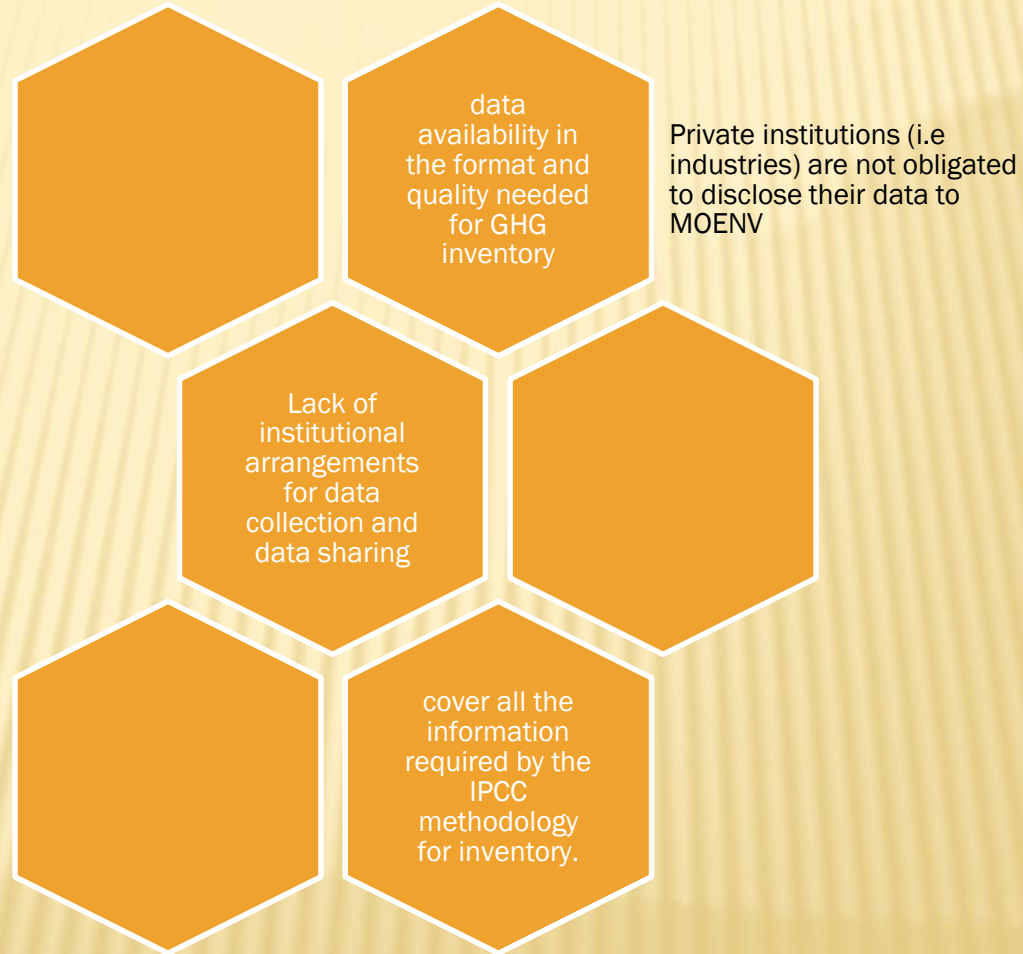 data
availability in
the format and
quality needed
for GHG
inventory
Private institutions (i.e
industries) are not obligated
to disclose their data to
MOENV
Lack of
institutional
arrangements
for data
collection and
data sharing
cover all the
information
required by the
IPCC
methodology
for inventory.